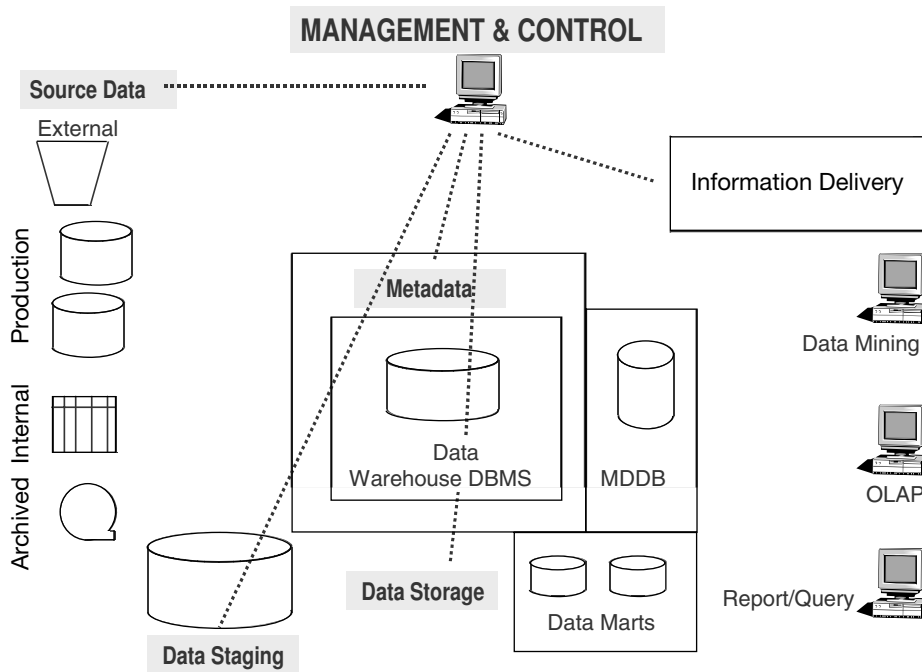 MANAGEMENT & CONTROL
Source Data
External
Production
Internal
Archived
Information Delivery
Metadata
Data
Warehouse DBMS
MDDB
Data Mining
OLAP
Data Storage
Data Marts
Report/Query
Data Staging